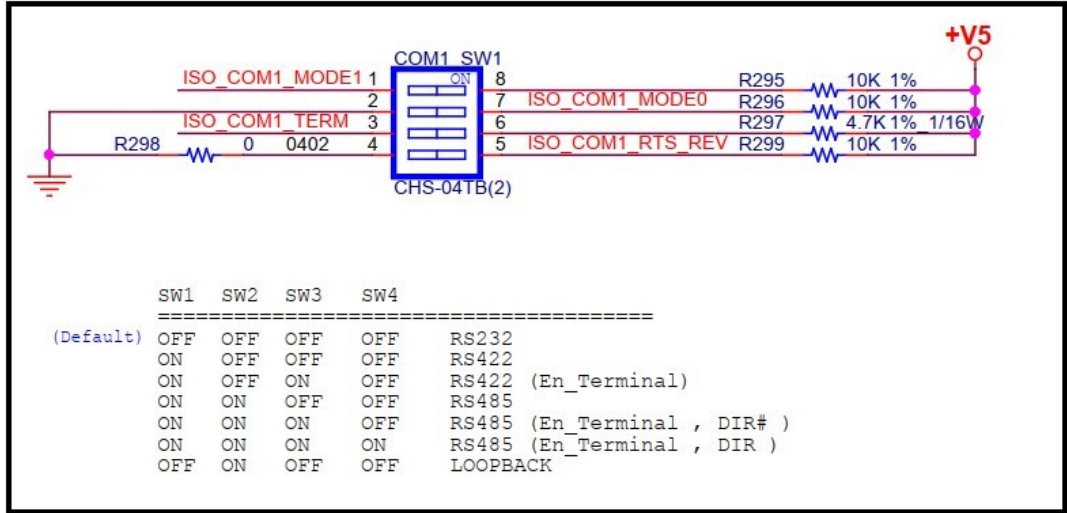 +V5
COM1_SW1
ISO_COM1_MODE1 1 ON 8 R295 10K 1%
2 7 ISO_COM1_MODE0 R296 10K 1%
ISO_COM1_TERM 3 6 R297 4.7K 1%_1/16W
R298 0 0402 4 5 ISO_COM1_RTS_REV R299 10K 1%
CHS-04TB(2)
SW1 SW2 SW3 SW4
=======================================
(Default) OFF OFF OFF OFF RS232
ON OFF OFF OFF RS422
ON OFF ON OFF RS422 (En_Terminal)
ON ON OFF OFF RS485
ON ON ON OFF RS485 (En_Terminal , DIR# )
ON ON ON ON RS485 (En_Terminal , DIR )
OFF ON OFF OFF LOOPBACK